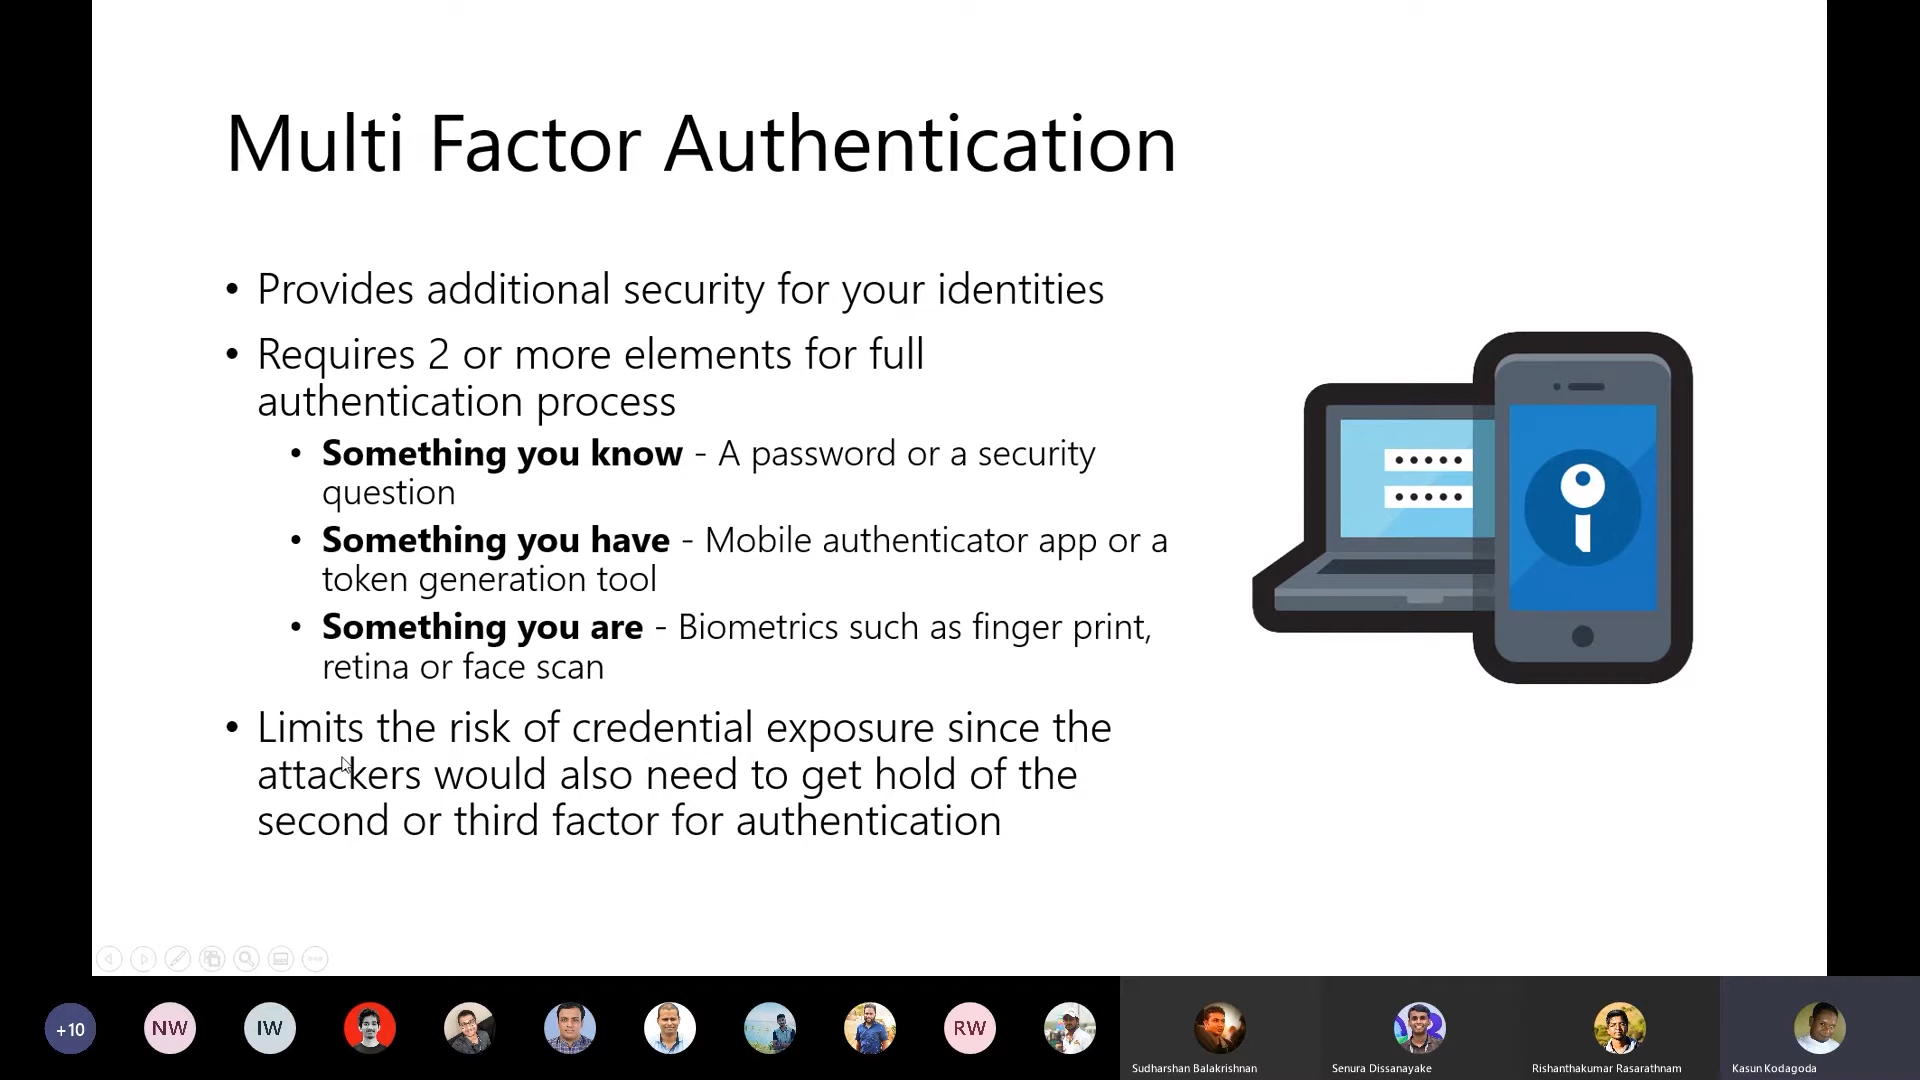 Multi Factor Authentication
• Provides additional security for your identities
• Requires 2 or more elements for full
authentication process
• Something you know - A password or a security
question
• Something you have - Mobile authenticator app or a
token generation tool
• Something you are - Biometrics such as finger print,
retina or face scan
• Limits the risk of credential exposure since the
attackers would also need to get hold of the
second or third factor for authentication
+10
NW
IW
RW
Sudharshan Balakrishnan
Senura Dissanayake
Rishanthakumar Rasarathnam
Kasun Kodagoda